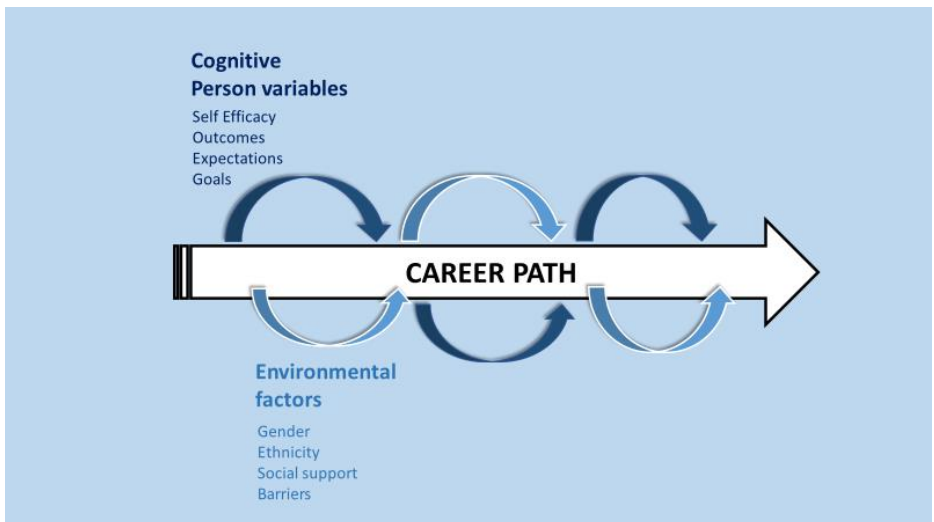 Cognitive
Person variables
Self Efficacy
Outcomes
Expectations
Goals
CAREER PATH
Environmental
factors
Gender
Ethnicity
Social support
Barriers